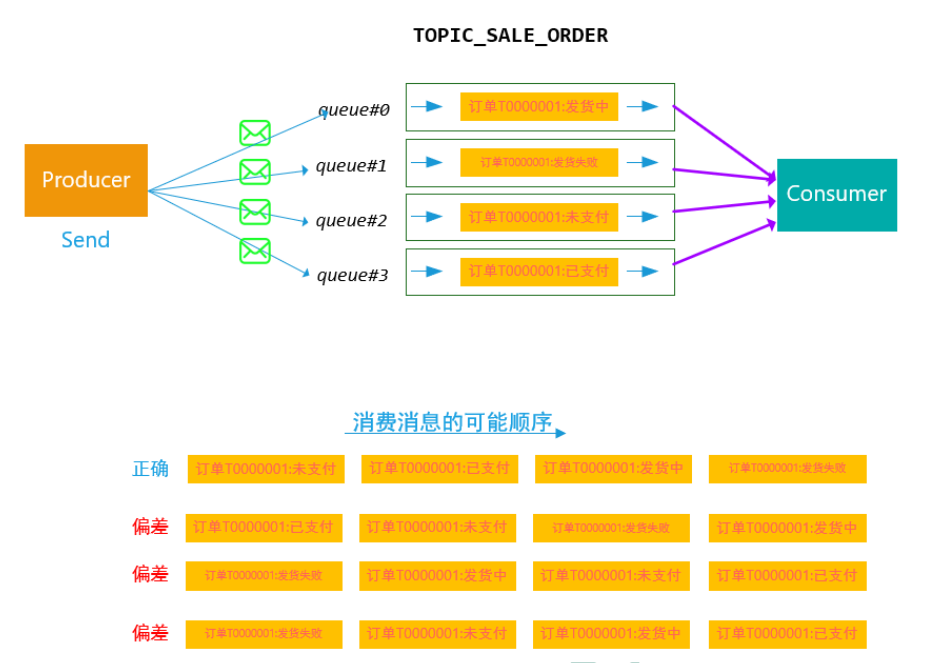 TOPIC_SALE_ORDER
queue#0
订单T0000001:发货中
queue#1
订单T0000001:发货失败
Producer
Consumer
queue#2
订单T0000001:未支付
Send
queue#3
订单T0000001:已支付
消费消息的可能顺序
正确 订单T0000001:未支付 订单T0000001:已支付 订单T0000001:发货中 订单T0000001:发货失败
偏差 订单T0000001:已支付 订单T0000001:未支付 订单T0000001:发货失败 订单T0000001:发货中
偏差 订单T0000001:发货失败 订单T0000001:发货中 订单T0000001:未支付 订单T0000001:已支付
偏差 订单T0000001:发货失败 订单T0000001:未支付 订单T0000001:发货中 订单T0000001:已支付